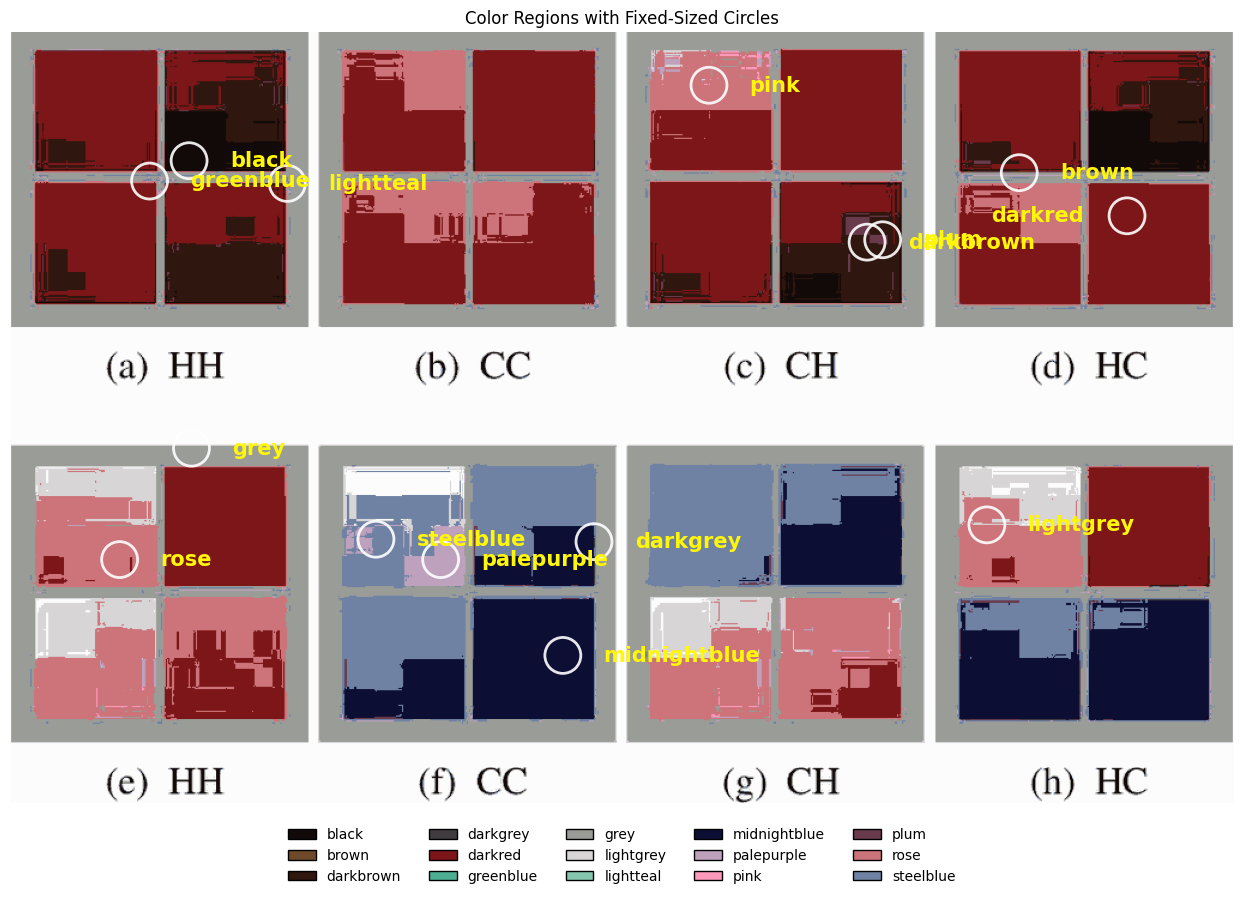 Color Regions with Fixed-Sized Circles
pink
black
greenblue
lightteal
brown
darkred
plum
darkbrown
(a) HH
(b) CC
(c) CH
(d) HC
grey
lightgrey
steelblue
darkgrey
rose
palepurple
midnightblue
(e) HH
(f) CC
(g) CH
(h) HC
black
brown
darkbrown
darkgrey
darkred
greenblue
grey
lightgrey
lightteal
midnightblue
palepurple
pink
plum
rose
steelblue